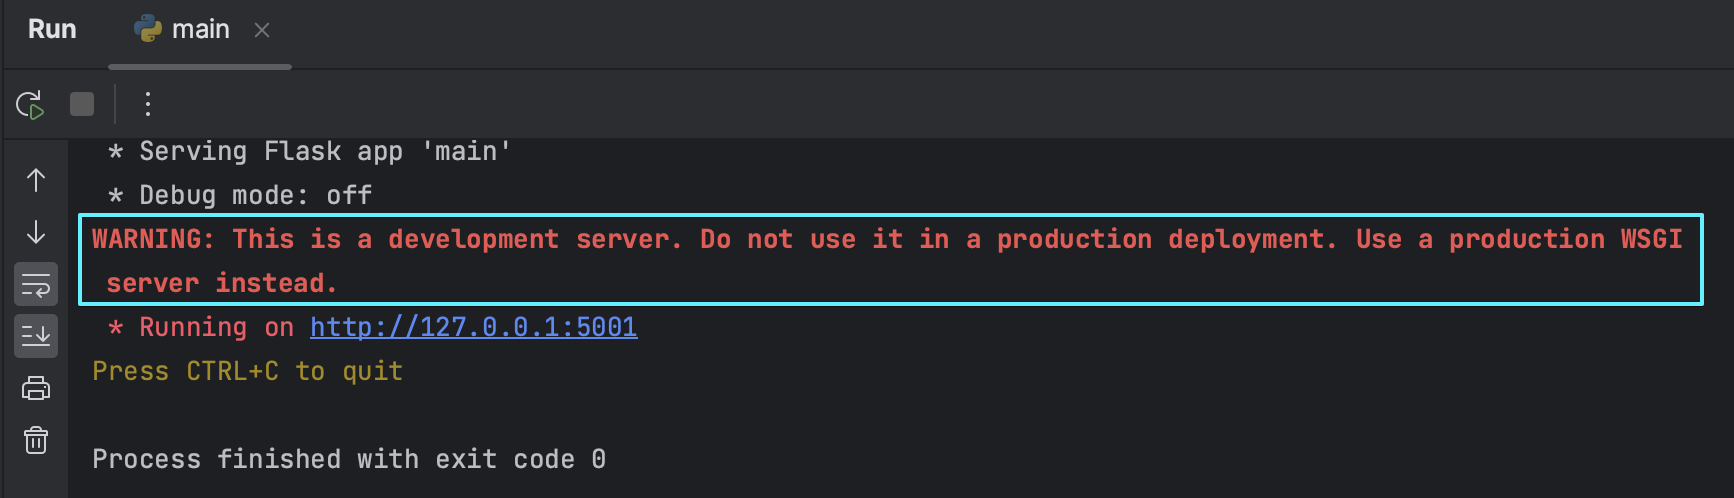 Run main
* Serving Flask app 'main'
* Debug mode: off
WARNING: This is a development server. Do not use it in a production deployment. Use a production WSGI
server instead.
* Running on http://127.0.0.1:5001
Press CTRL+C to quit
Process finished with exit code 0